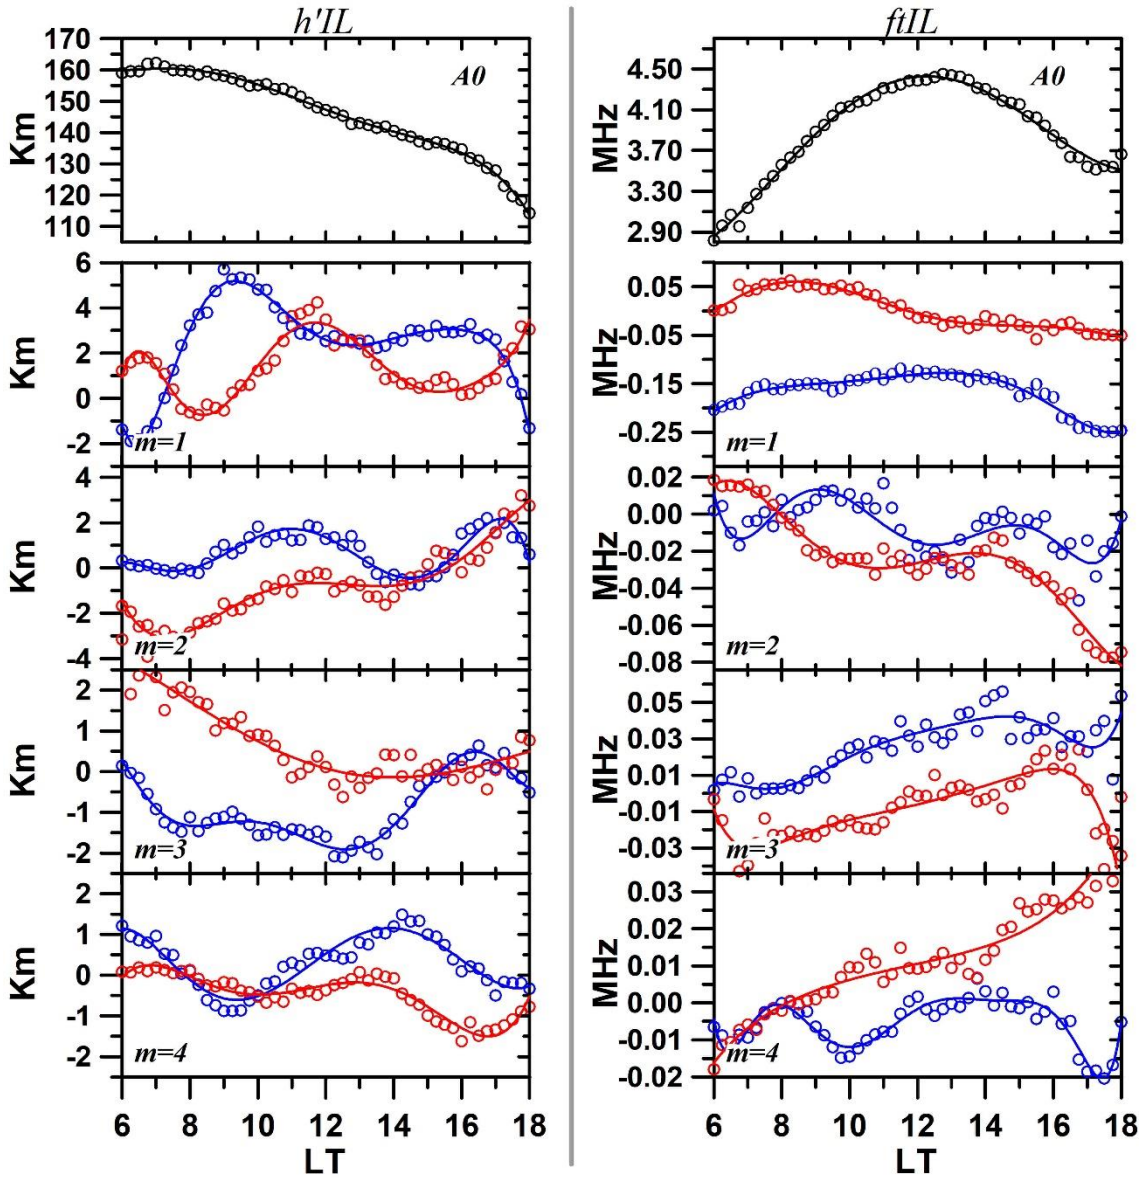 h'IL
170
160
150
140
130
120
110
Km
A0
6
4
2
0
-2
Km
m=1
4
2
0
-2
-4
Km
m=2
2
1
0
-1
-2
Km
m=3
2
1
0
-1
-2
Km
m=4
6 8 10 12 14 16 18
LT
ftIL
4.50
4.10
3.70
3.30
2.90
MHz
A0
0.05
-0.05
-0.15
-0.25
MHz
m=1
0.02
0.00
-0.02
-0.04
-0.06
-0.08
MHz
m=2
0.05
0.03
0.01
-0.01
-0.03
MHz
m=3
0.03
0.02
0.01
0.00
-0.01
-0.02
MHz
m=4
6 8 10 12 14 16 18
LT